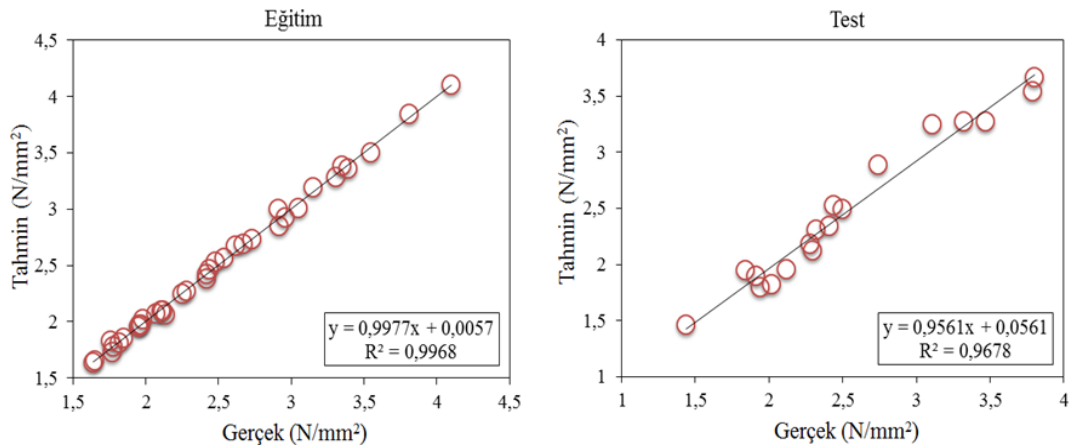 Eğitim
4,5
4
3,5
3
2,5
2
1,5
Tahmin (N/mm²)
y = 0,9977x + 0,0057
R² = 0,9968
1,5 2 2,5 3 3,5 4 4,5
Gerçek (N/mm²)
Test
4
3,5
3
2,5
2
1,5
1
Tahmin (N/mm²)
y = 0,9561x + 0,0561
R² = 0,9678
1 1,5 2 2,5 3 3,5 4
Gerçek (N/mm²)